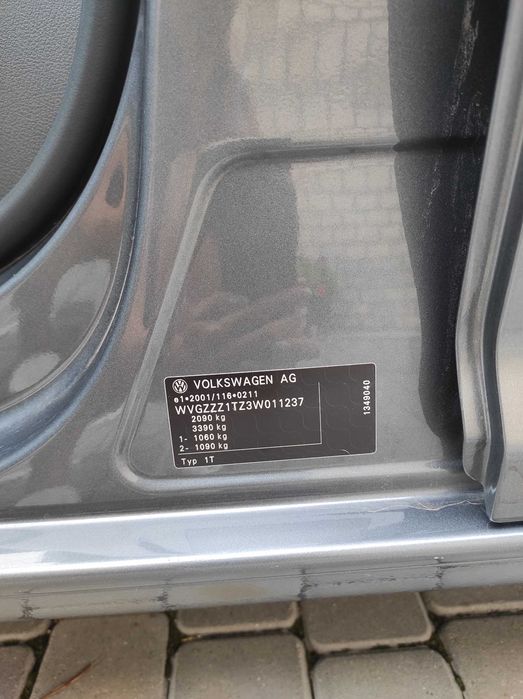 VOLKSWAGEN AG
e1*2001/116*0211
WVGZZZ1TZ3W011237
2090 kg
3390 kg
1- 1060 kg
2- 1090 kg
Typ 1T
1349040